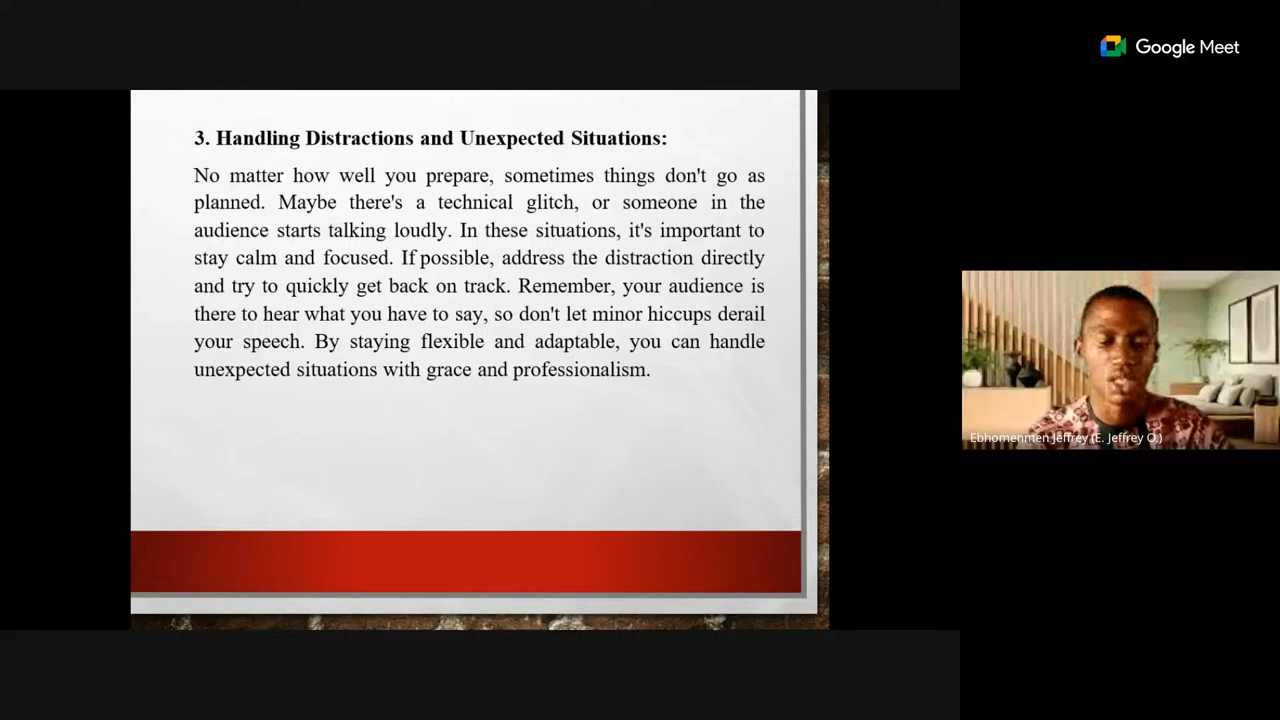 Google Meet
3. Handling Distractions and Unexpected Situations:
No matter how well you prepare, sometimes things don't go as
planned. Maybe there's a technical glitch, or someone in the
audience starts talking loudly. In these situations, it's important to
stay calm and focused. If possible, address the distraction directly
and try to quickly get back on track. Remember, your audience is
there to hear what you have to say, so don't let minor hiccups derail
your speech. By staying flexible and adaptable, you can handle
unexpected situations with grace and professionalism.
Ebhomenmen Jeffrey (E. Jeffrey O.)